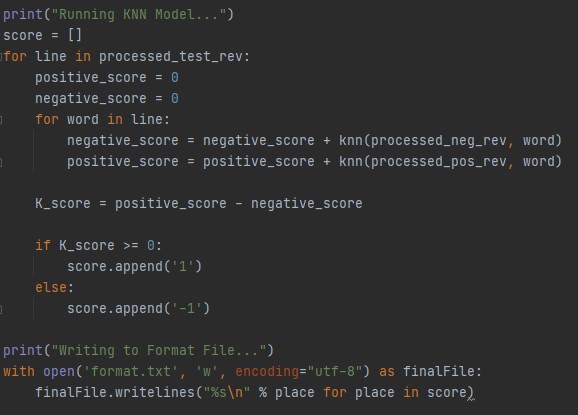 print("Running KNN Model...")
score = []
for line in processed_test_rev:
    positive_score = 0
    negative_score = 0
    for word in line:
        negative_score = negative_score + knn(processed_neg_rev, word)
        positive_score = positive_score + knn(processed_pos_rev, word)

    K_score = positive_score - negative_score

    if K_score >= 0:
        score.append('1')
    else:
        score.append('-1')

print("Writing to Format File...")
with open('format.txt', 'w', encoding="utf-8") as finalFile:
    finalFile.writelines("%s\n" % place for place in score)